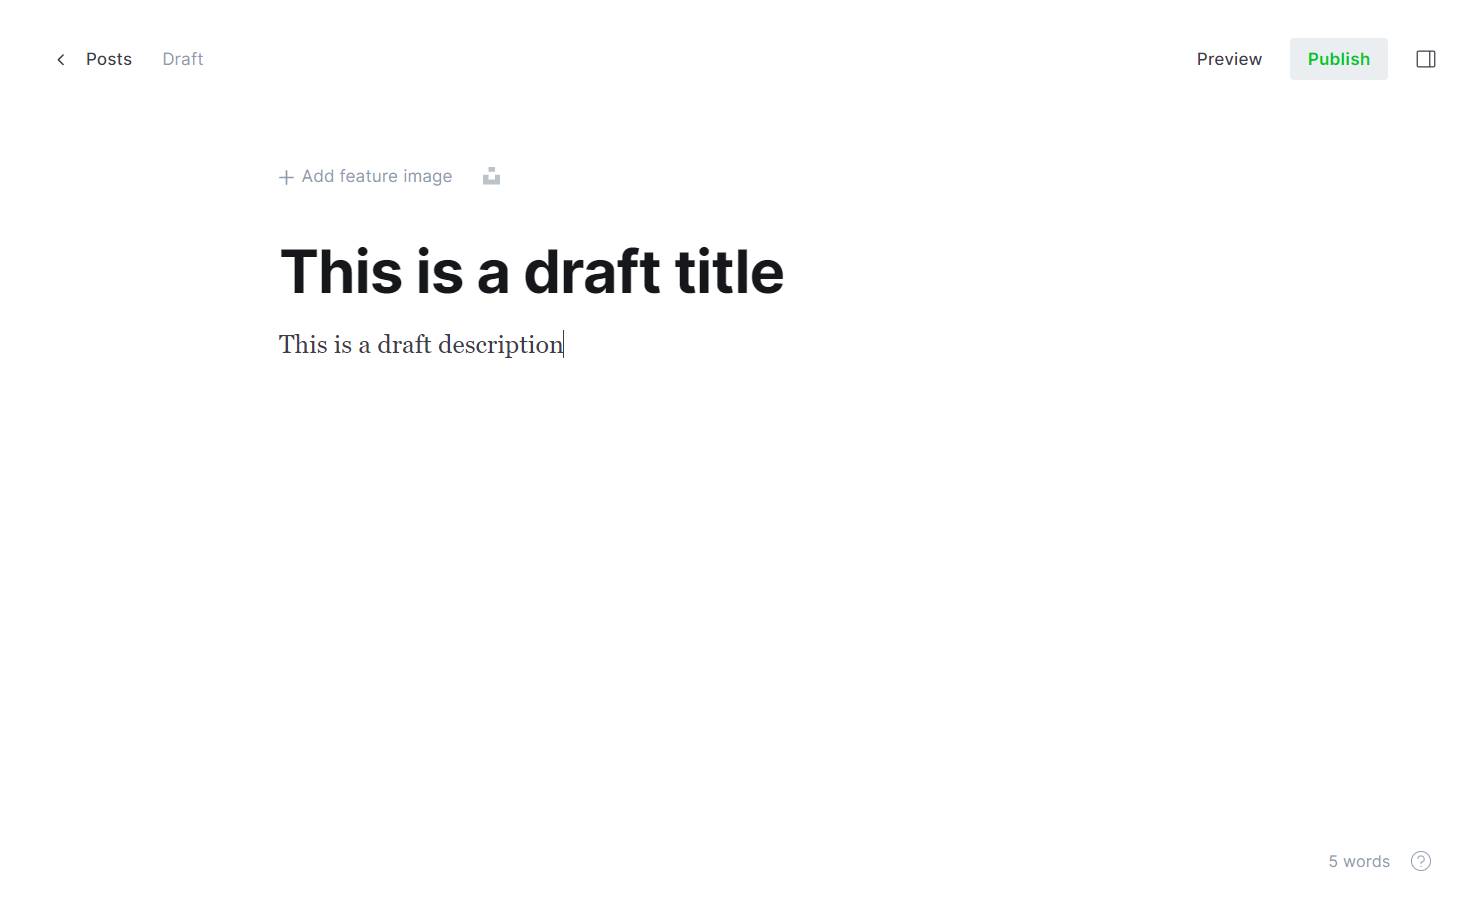 Posts Draft Preview Publish
Add feature image
This is a draft title
This is a draft description
5 words